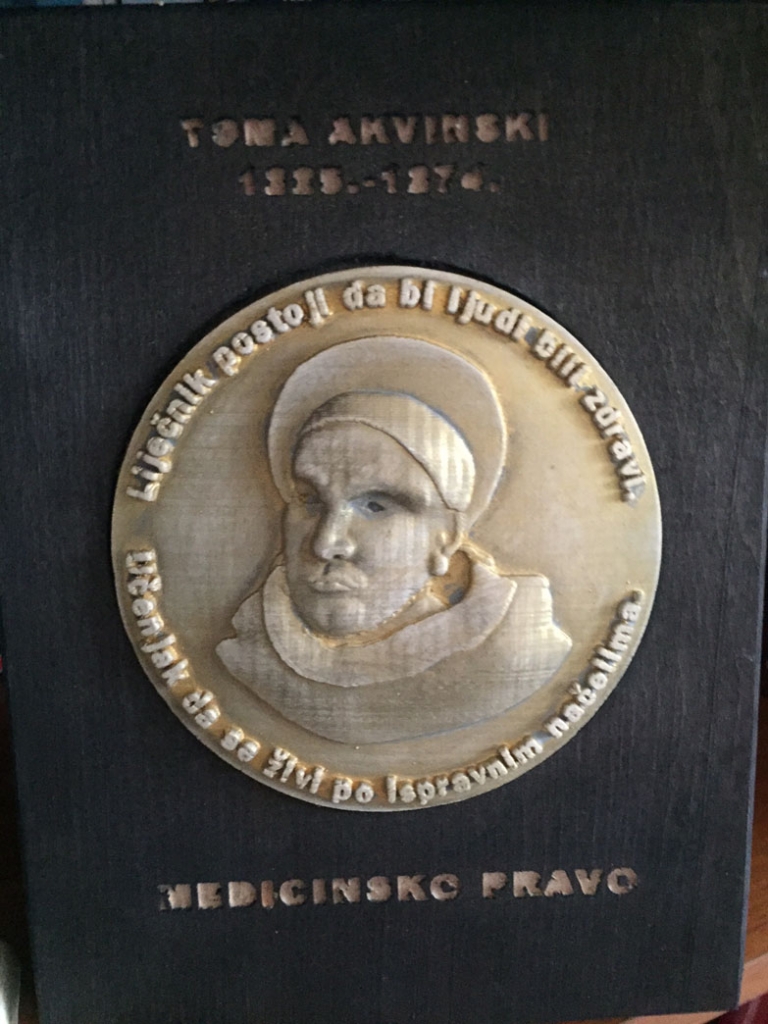 TOMA AKVINSKI
1225.-1274.
Liječnik postoji da bi ljudi bili zdravi.
Učenjak da se živi po ispravnim načelima.
MEDICINSKO PRAVO